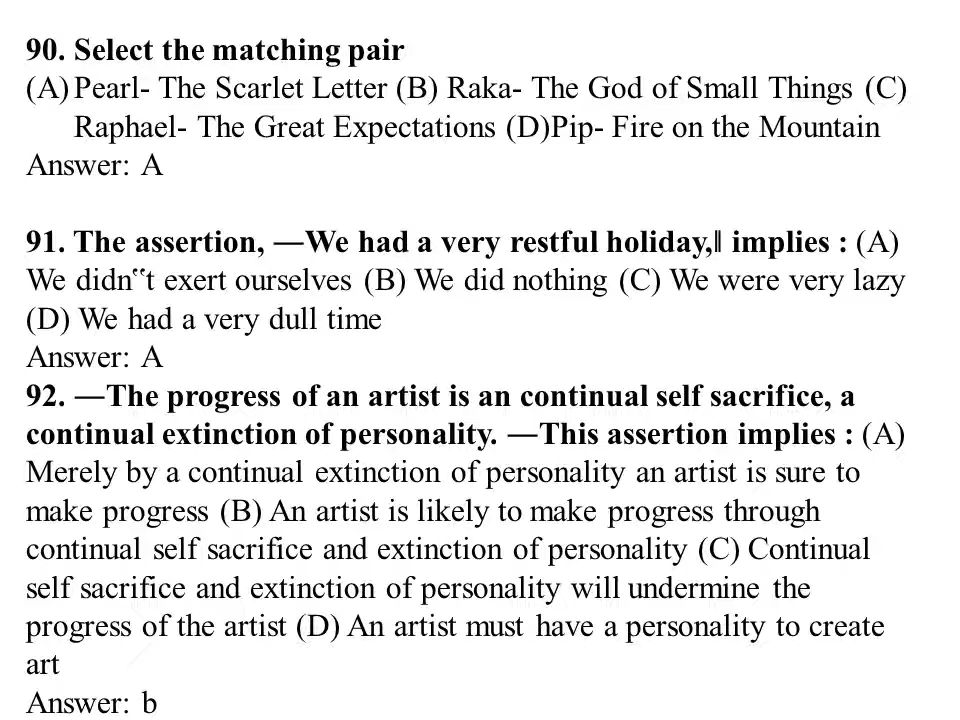 90. Select the matching pair
(A) Pearl- The Scarlet Letter (B) Raka- The God of Small Things (C)
Raphael- The Great Expectations (D)Pip- Fire on the Mountain
Answer: A
91. The assertion, ―We had a very restful holiday,‖ implies : (A)
We didn‟‟t exert ourselves (B) We did nothing (C) We were very lazy
(D) We had a very dull time
Answer: A
92. ―The progress of an artist is an continual self sacrifice, a
continual extinction of personality. ―This assertion implies : (A)
Merely by a continual extinction of personality an artist is sure to
make progress (B) An artist is likely to make progress through
continual self sacrifice and extinction of personality (C) Continual
self sacrifice and extinction of personality will undermine the
progress of the artist (D) An artist must have a personality to create
art
Answer: b